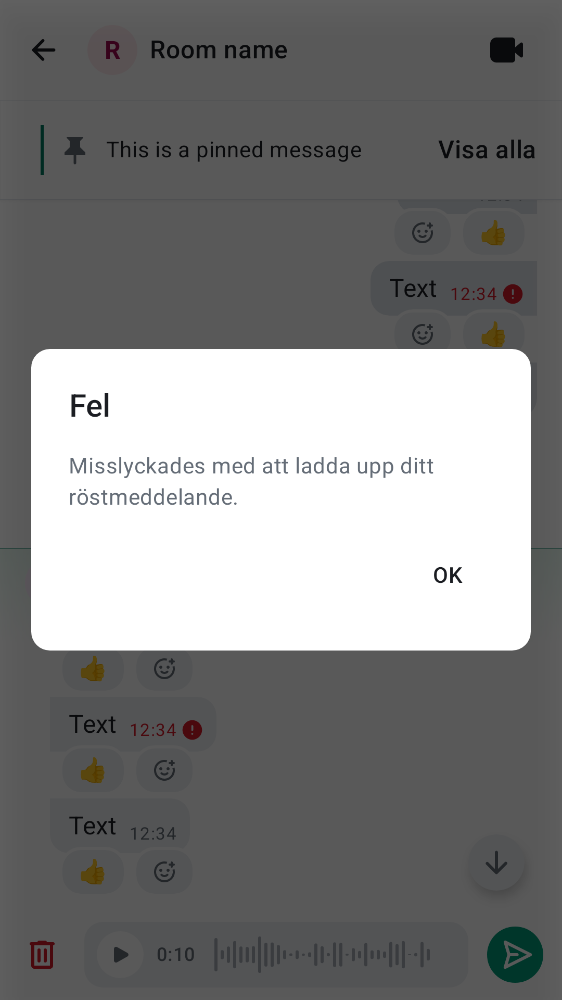 R Room name
This is a pinned message Visa alla
Text 12:34
Fel
Misslyckades med att ladda upp ditt
röstmeddelande.
OK
Text 12:34
Text 12:34
0:10